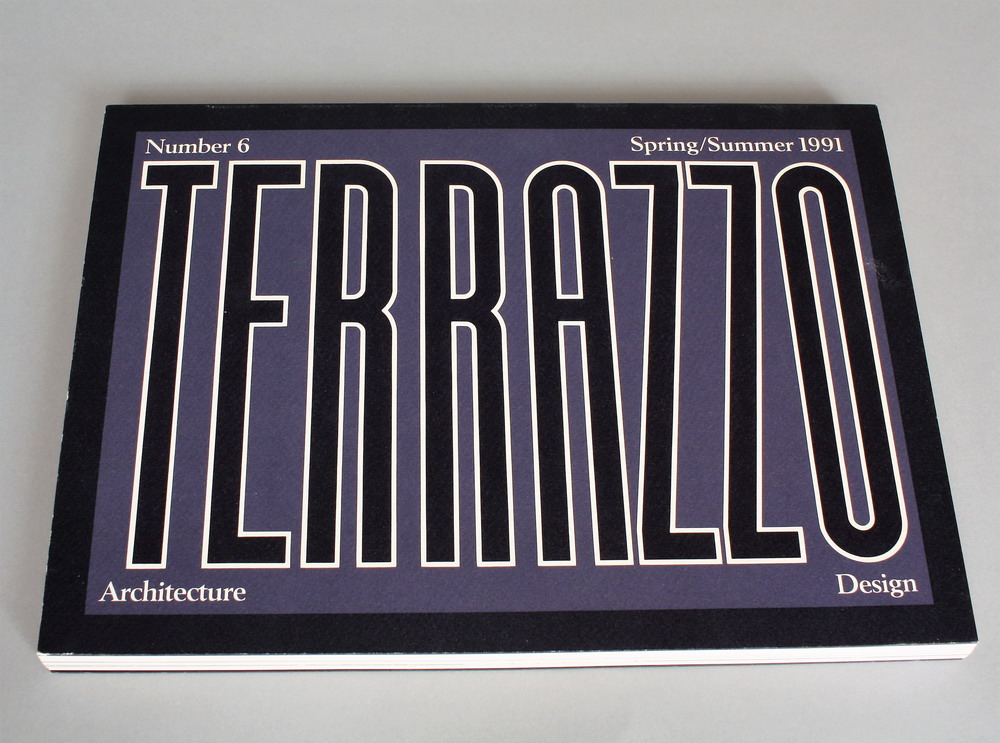 Number 6 Spring/Summer 1991
TERRAZZO
Architecture Design